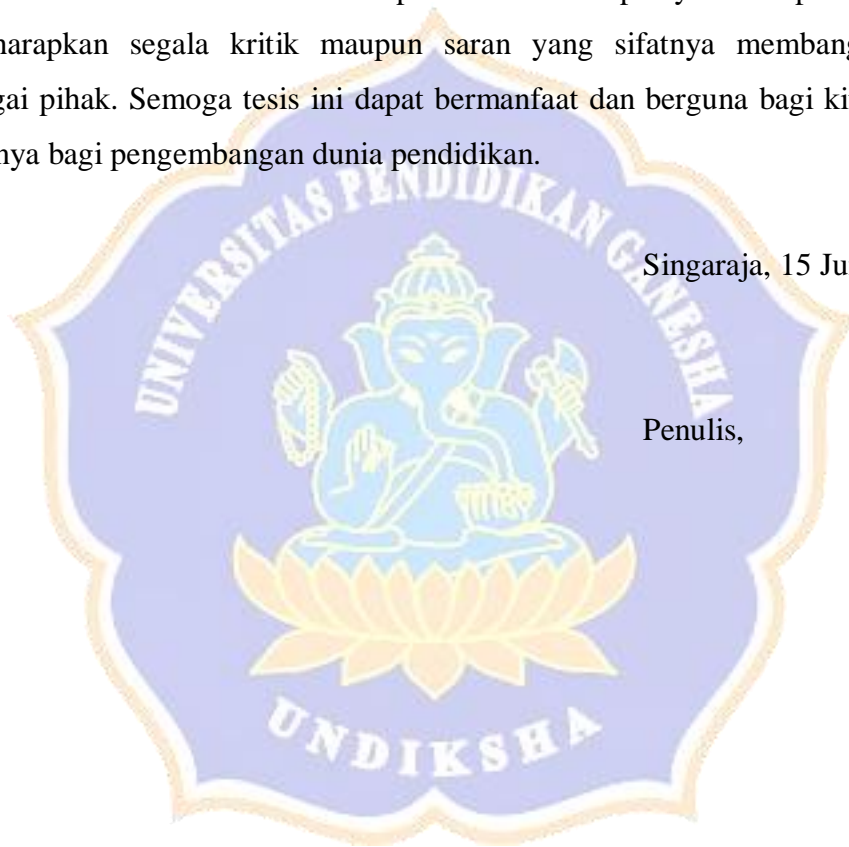 harapkan segala kritik maupun saran yang sifatnya membang
gai pihak. Semoga tesis ini dapat bermanfaat dan berguna bagi ki
nya bagi pengembangan dunia pendidikan.
UNIVERSITAS PENDIDIKAN GANESHA
Singaraja, 15 Ju
Penulis,
UNDIKSHA